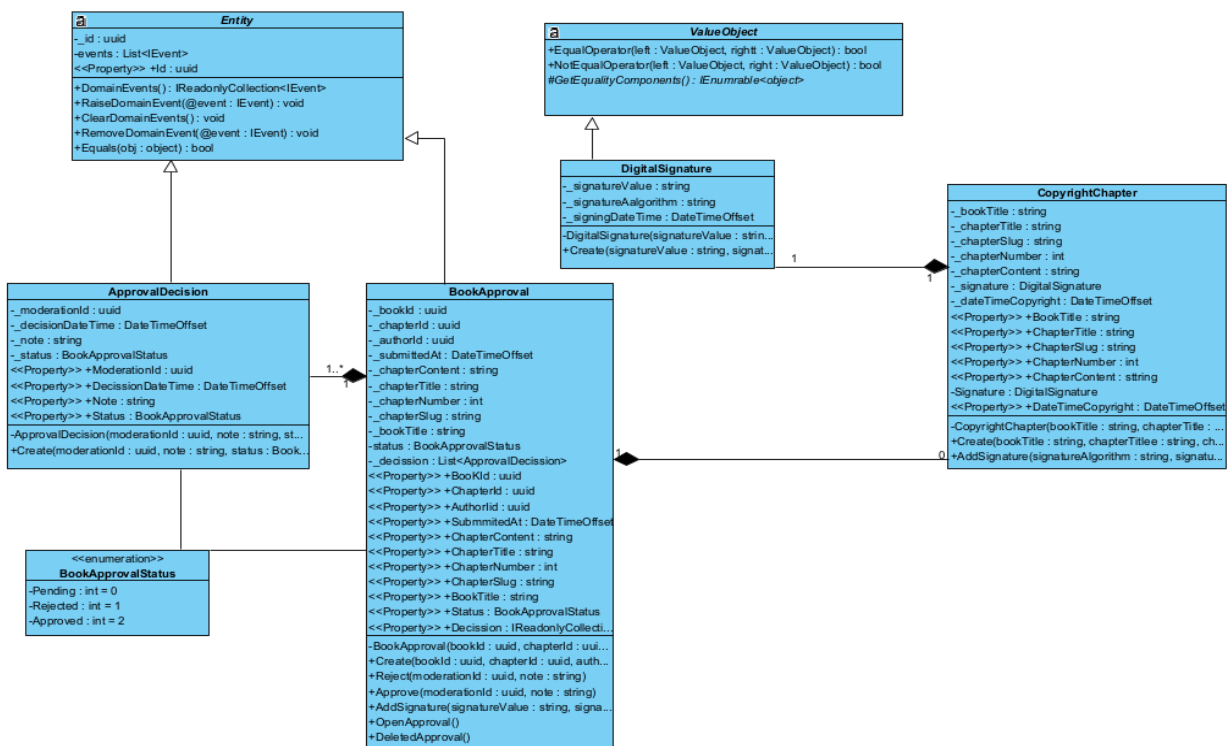 a
Entity
-_id : uuid
-events : List<IEvent>
<<Property>> +Id : uuid
+DomainEvents() : IReadonlyCollection<IEvent>
+RaiseDomainEvent(@event : IEvent) : void
+ClearDomainEvents() : void
+RemoveDomainEvent(@event : IEvent) : void
+Equals(obj : object) : bool
a
ValueObject
+EqualOperator(left : ValueObject, rightt : ValueObject) : bool
+NotEqualOperator(left : ValueObject, right : ValueObject) : bool
#GetEqualityComponents() : IEnumrable<object>
DigitalSignature
-_signatureValue : string
-_signatureAalgorithm : string
-_signingDateTime : DateTimeOffset
-DigitalSignature(signatureValue : strin...
+Create(signatureValue : string, signat...
1
1
CopyrightChapter
-_bookTitle : string
-_chapterTitle : string
-_chapterSlug : string
-_chapterNumber : int
-_chapterContent : string
-_signature : DigitalSignature
-_dateTimeCopyright : DateTimeOffset
<<Property>> +BookTitle : string
<<Property>> +ChapterTitle : string
<<Property>> +ChapterSlug : string
<<Property>> +ChapterNumber : int
<<Property>> +ChapterContent : sttring
-Signature : DigitalSignature
<<Property>> +DateTimeCopyright : DateTimeOffset
-CopyrightChapter(bookTitle : string, chapterTitle : ...
+Create(bookTitle : string, chapterTitlee : string, ch...
+AddSignature(signatureAlgorithm : string, signatu...
ApprovalDecision
-_moderationId : uuid
-_decisionDateTime : DateTimeOffset
-_note : string
-_status : BookApprovalStatus
<<Property>> +ModerationId : uuid
<<Property>> +DecissionDateTime : DateTimeOffset
<<Property>> +Note : string
<<Property>> +Status : BookApprovalStatus
-ApprovalDecision(moderationId : uuid, note : string, st...
+Create(moderationId : uuid, note : string, status : Book...
1..*
1
BookApproval
-_bookId : uuid
-_chapterId : uuid
-_authorId : uuid
-_submittedAt : DateTimeOffset
-_chapterContent : string
-_chapterTitle : string
-_chapterNumber : int
-_chapterSlug : string
-_bookTitle : string
-status : BookApprovalStatus
-_decission : List<ApprovalDecission>
<<Property>> +BooKId : uuid
<<Property>> +ChapterId : uuid
<<Property>> +AuthorIid : uuid
<<Property>> +SubmmitedAt : DateTimeOffset
<<Property>> +ChapterContent : string
<<Property>> +ChapterTitle : string
<<Property>> +ChapterNumber : int
<<Property>> +ChapterSlug : string
<<Property>> +BookTitle : string
<<Property>> +Status : BookApprovalStatus
<<Property>> +Decission : IReadonlyCollecti...
-BookApproval(bookId : uuid, chapterId : uui...
+Create(bookId : uuid, chapterId : uuid, auth...
+Reject(moderationId : uuid, note : string)
+Approve(moderationId : uuid, note : string)
+AddSignature(signatureValue : string, signa...
+OpenApproval()
+DeletedApproval()
1
0
<<enumeration>>
BookApprovalStatus
-Pending : int = 0
-Rejected : int = 1
-Approved : int = 2